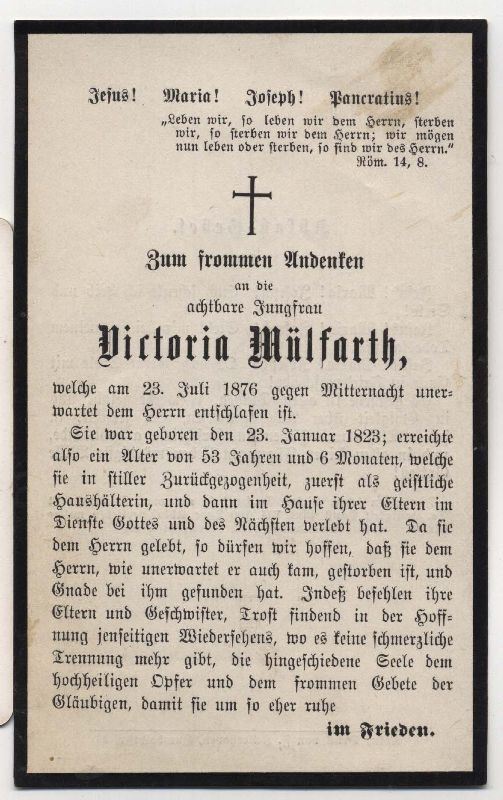 Jesus! Maria! Joseph! Pancratius!
„Leben wir, so leben wir dem Herrn, sterben
wir, so sterben wir dem Herrn; wir mögen
nun leben oder sterben, so sind wir des Herrn.“
Röm. 14, 8.
Zum frommen Andenken
an die
achtbare Jungfrau
Victoria Mülfarth,
welche am 23. Juli 1876 gegen Mitternacht uner-
wartet dem Herrn entschlafen ist.
Sie war geboren den 23. Januar 1823; erreichte
also ein Alter von 53 Jahren und 6 Monaten, welche
sie in stiller Zurückgezogenheit, zuerst als geistliche
Haushälterin, und dann im Hause ihrer Eltern im
Dienste Gottes und des Nächsten verlebt hat. Da sie
dem Herrn gelebt, so dürfen wir hoffen, daß sie dem
Herrn, wie unerwartet er auch kam, gestorben ist, und
Gnade bei ihm gefunden hat. Indeß befehlen ihre
Eltern und Geschwister, Trost findend in der Hoff-
nung jenseitigen Wiedersehens, wo es keine schmerzliche
Trennung mehr gibt, die hingeschiedene Seele dem
hochheiligen Opfer und dem frommen Gebete der
Gläubigen, damit sie um so eher ruhe
im Frieden.